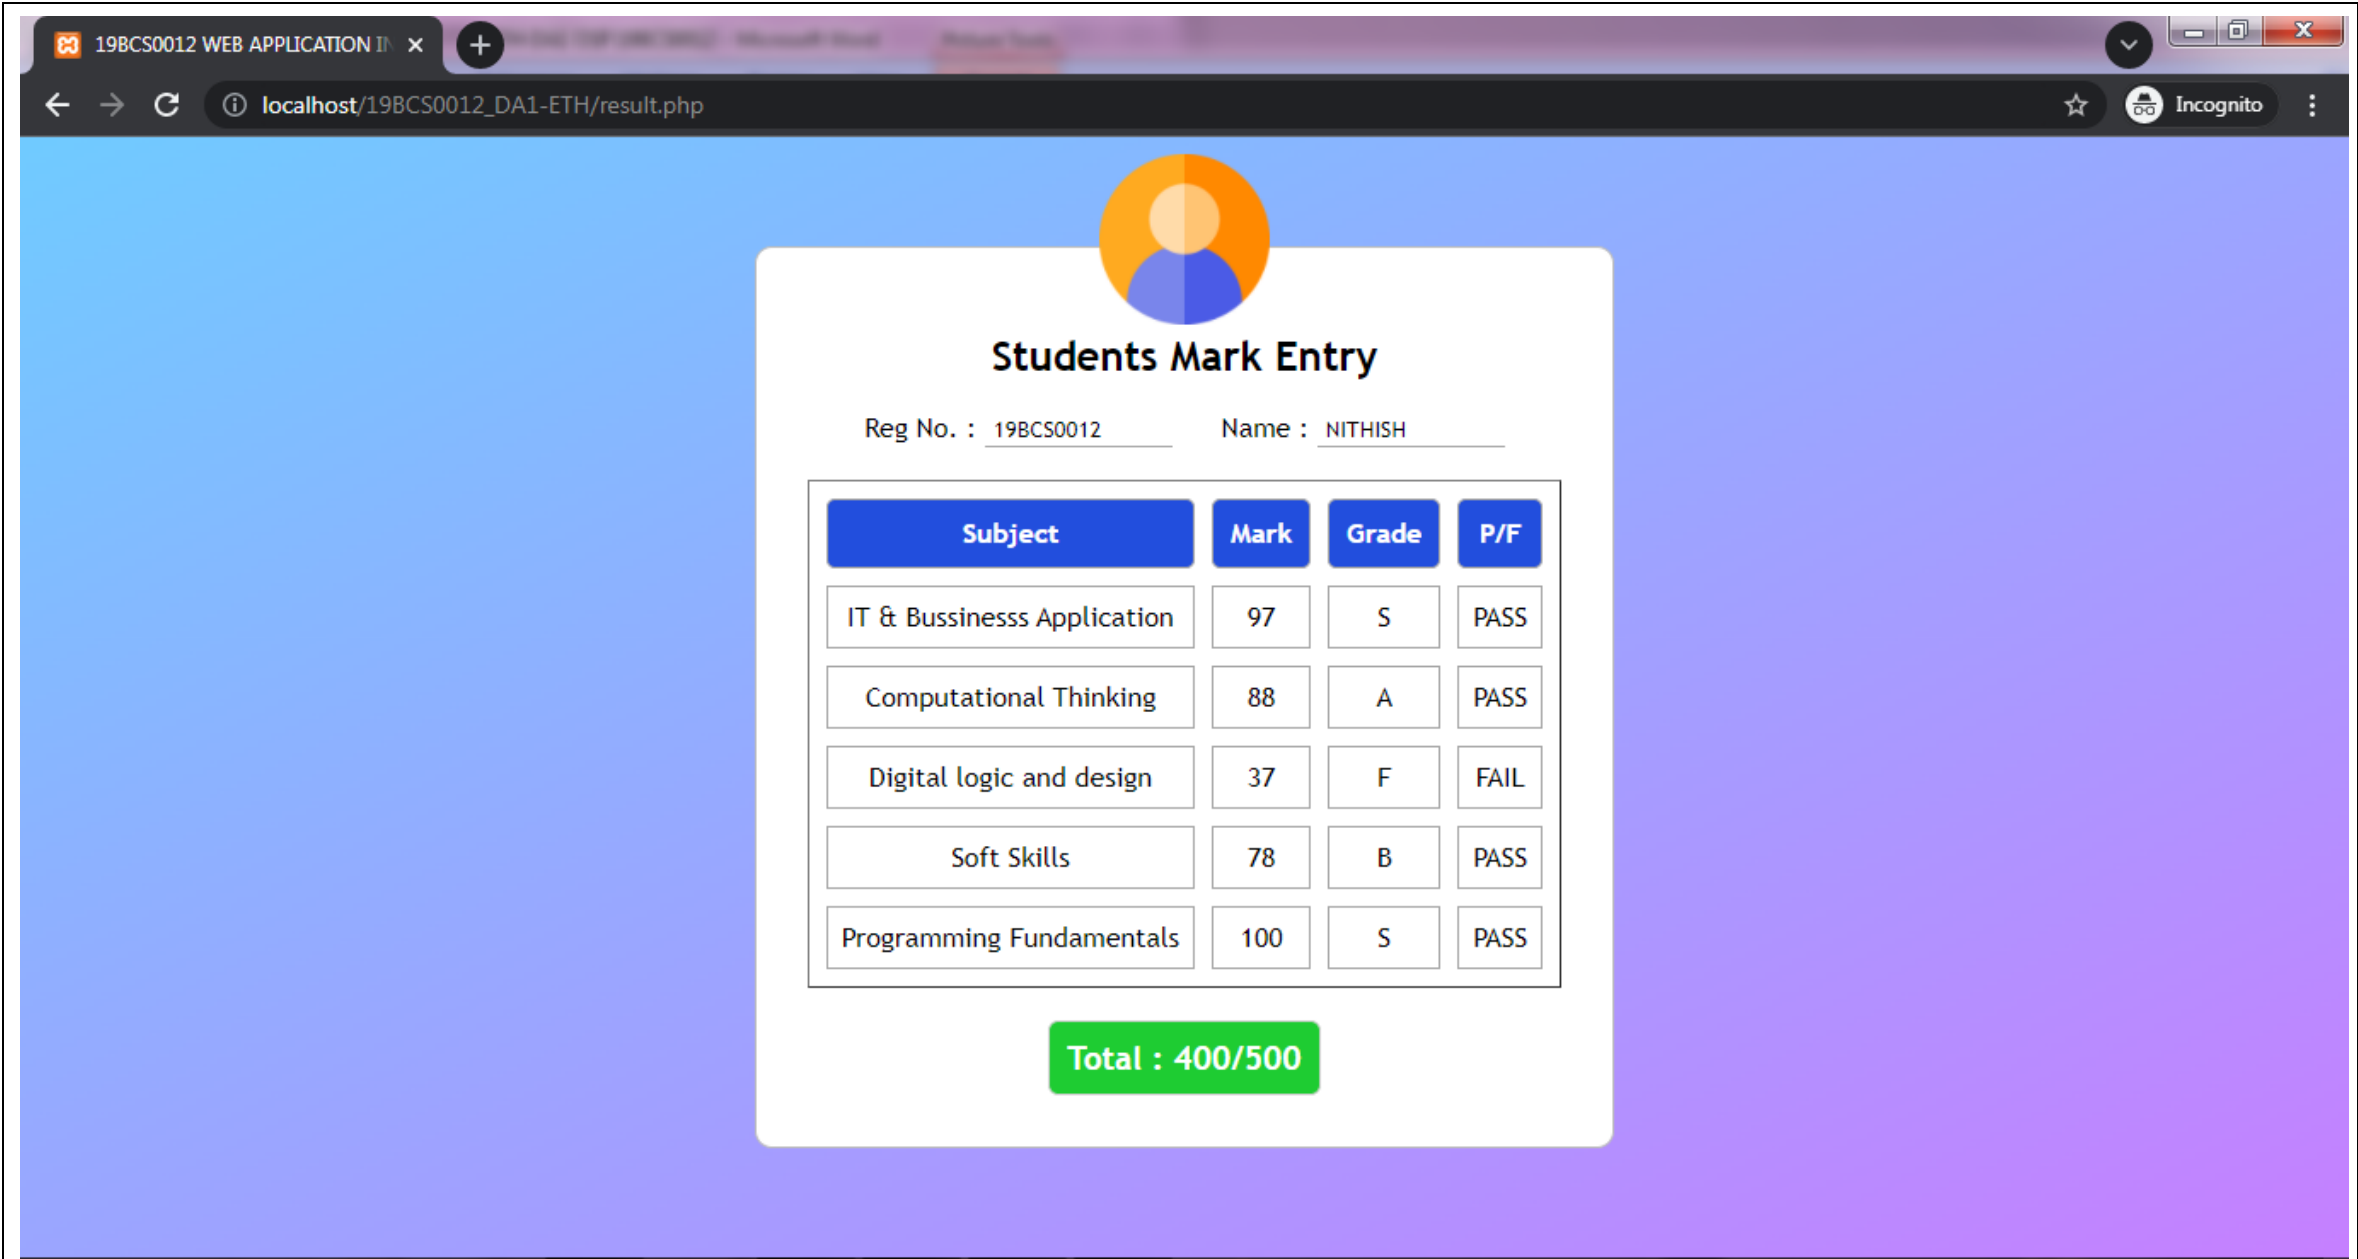 19BCS0012 WEB APPLICATION IN
localhost/19BCS0012_DA1-ETH/result.php
Incognito
Students Mark Entry
Reg No. : 19BCS0012 Name : NITHISH
Subject Mark Grade P/F
IT & Bussinesss Application 97 S PASS
Computational Thinking 88 A PASS
Digital logic and design 37 F FAIL
Soft Skills 78 B PASS
Programming Fundamentals 100 S PASS
Total : 400/500